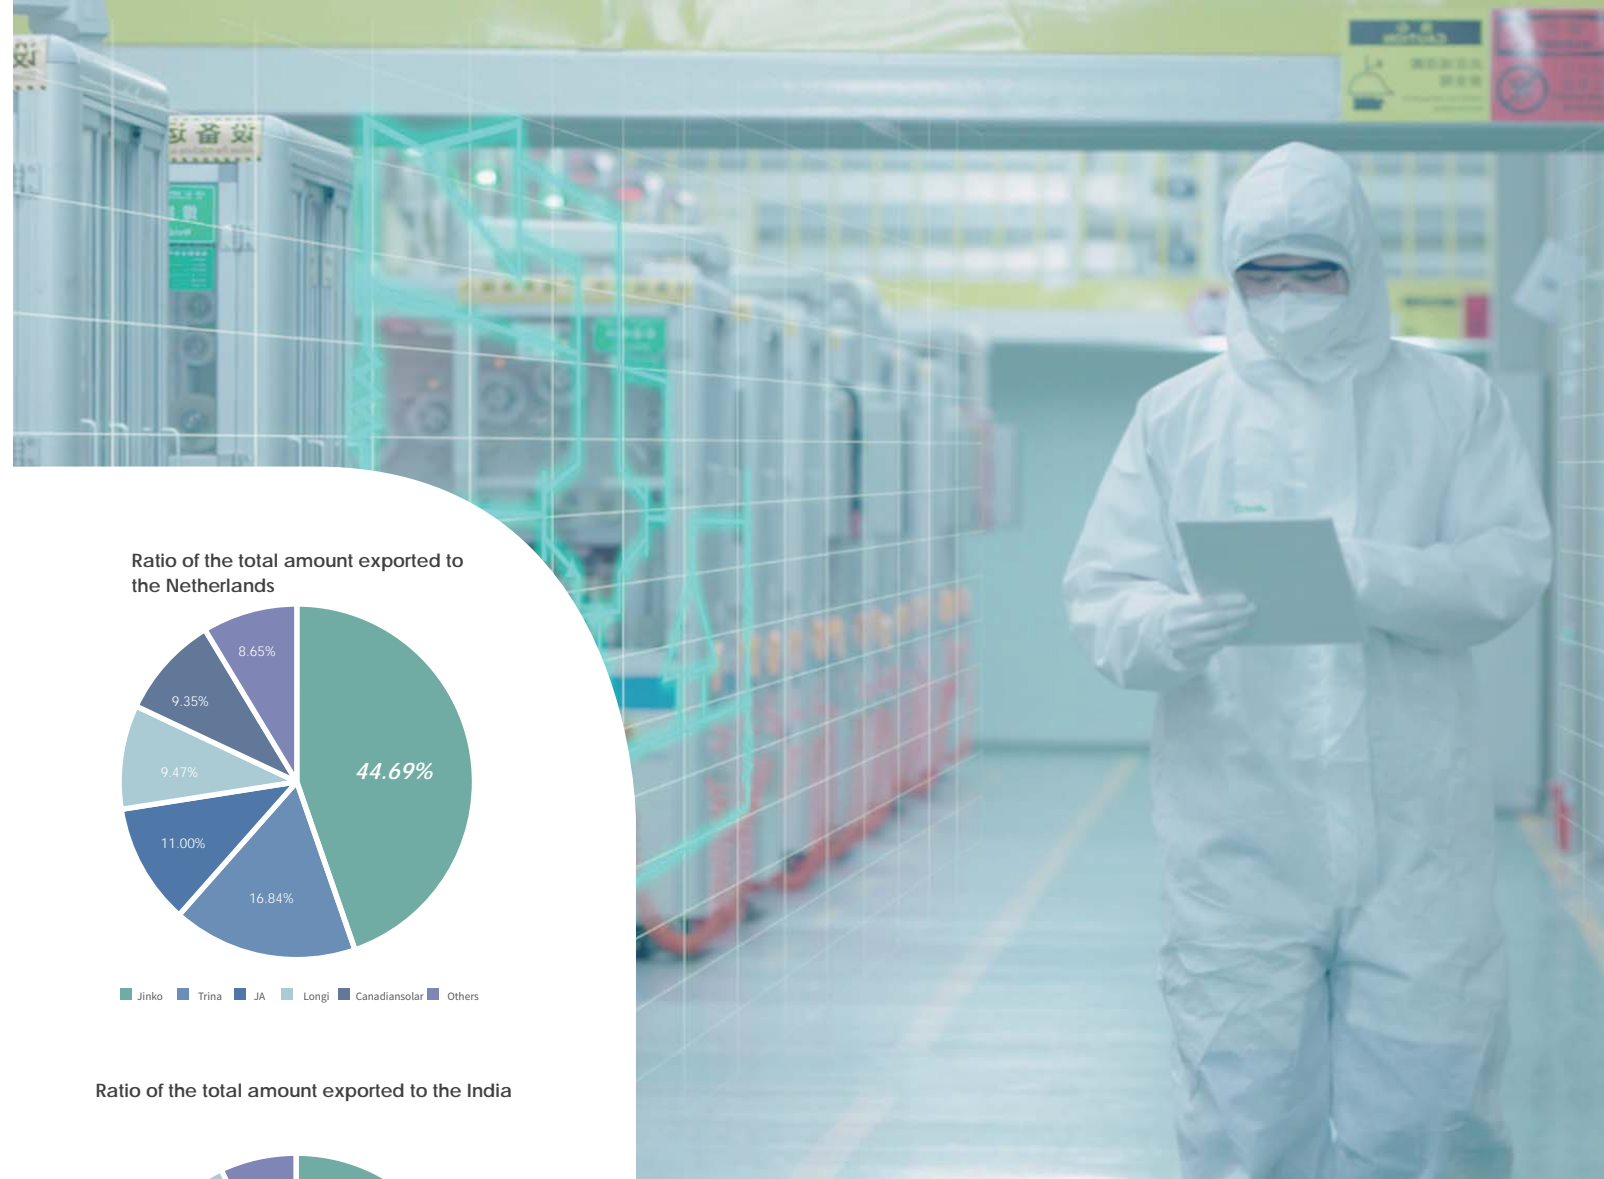 Ratio of the total amount exported to
the Netherlands
8.65%
9.35%
44.69%
9.47%
11.00%
16.84%
Jinko Trina JA Longi Canadiansolar Others
Ratio of the total amount exported to the India